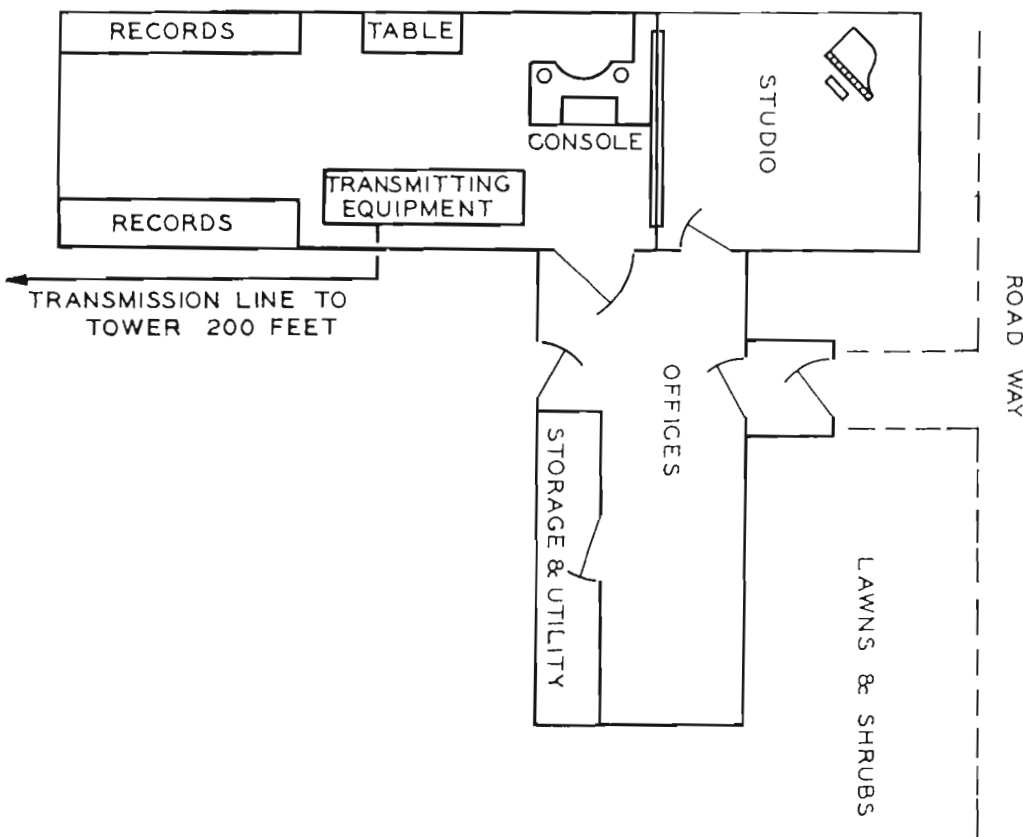 RECORDS
TABLE
STUDIO
CONSOLE
TRANSMITTING
EQUIPMENT
RECORDS
TRANSMISSION LINE TO
TOWER 200 FEET
ROAD WAY
OFFICES
STORAGE & UTILITY
LAWNS & SHRUBS